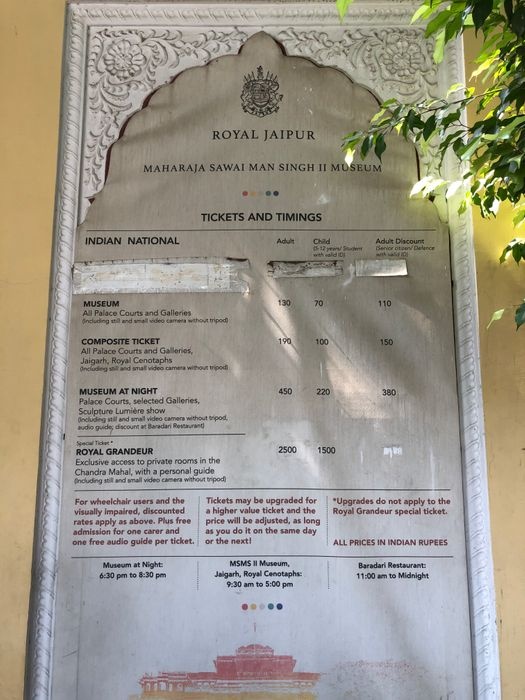 ROYAL JAIPUR
MAHARAJA SAWAI MAN SINGH II MUSEUM
TICKETS AND TIMINGS
INDIAN NATIONAL Adult Child Adult Discount
(5-12 years/ Student (Senior citizen/ Defence
with valid ID) with valid ID)
MUSEUM 130 70 110
All Palace Courts and Galleries
(Including still and small video camera without tripod)
COMPOSITE TICKET 190 100 150
All Palace Courts and Galleries,
Jaigarh, Royal Cenotaphs
(Including still and small video camera without tripod)
MUSEUM AT NIGHT 450 220 380
Palace Courts, selected Galleries,
Sculpture Lumière show
(Including still and small video camera without tripod,
audio guide; discount at Baradari Restaurant)
Special Ticket *
ROYAL GRANDEUR 2500 1500
Exclusive access to private rooms in the
Chandra Mahal, with a personal guide
(Including still and small video camera without tripod)
For wheelchair users and the
visually impaired, discounted
rates apply as above. Plus free
admission for one carer and
one free audio guide per ticket.
Tickets may be upgraded for
a higher value ticket and the
price will be adjusted, as long
as you do it on the same day
or the next!
*Upgrades do not apply to the
Royal Grandeur special ticket.
ALL PRICES IN INDIAN RUPEES
Museum at Night:
6:30 pm to 8:30 pm
MSMS II Museum,
Jaigarh, Royal Cenotaphs:
9:30 am to 5:00 pm
Baradari Restaurant:
11:00 am to Midnight